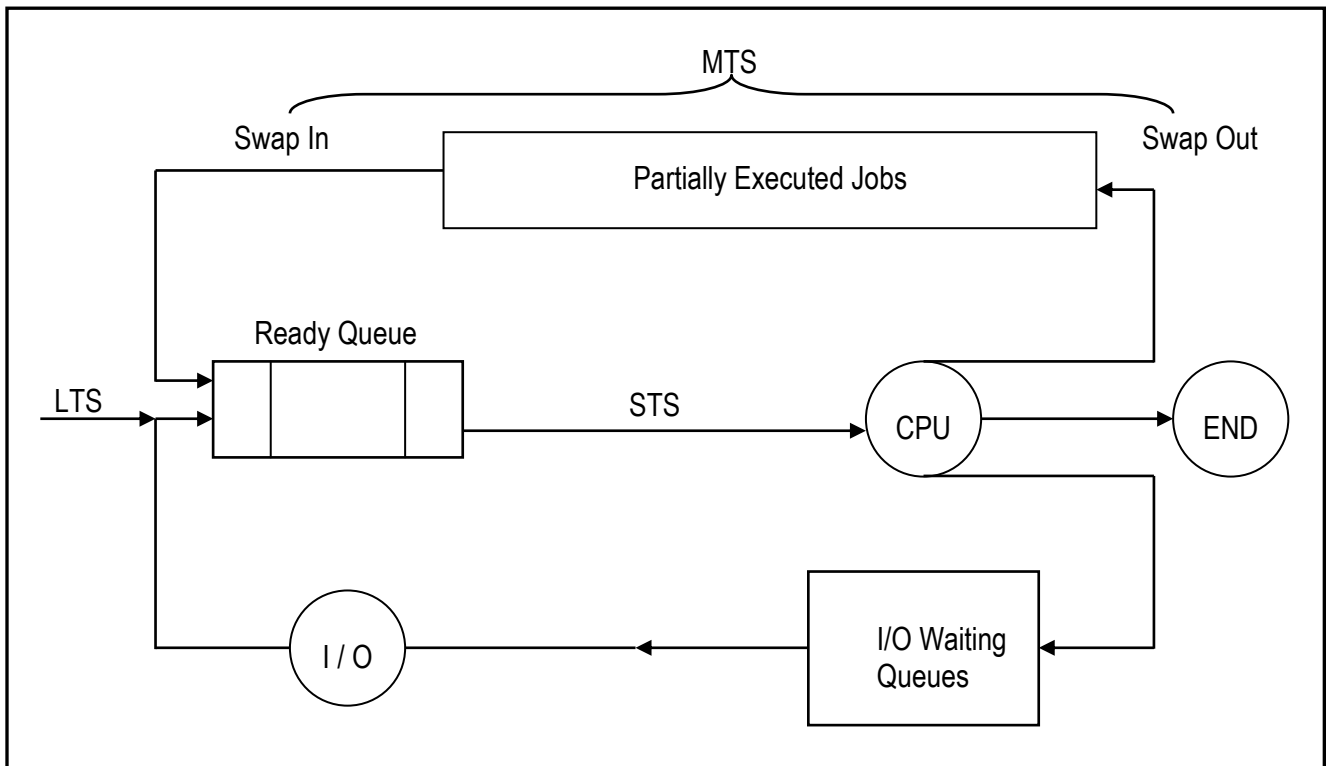 MTS
Swap In
Swap Out
Partially Executed Jobs
Ready Queue
LTS
STS
CPU
END
I / O
I/O Waiting
Queues